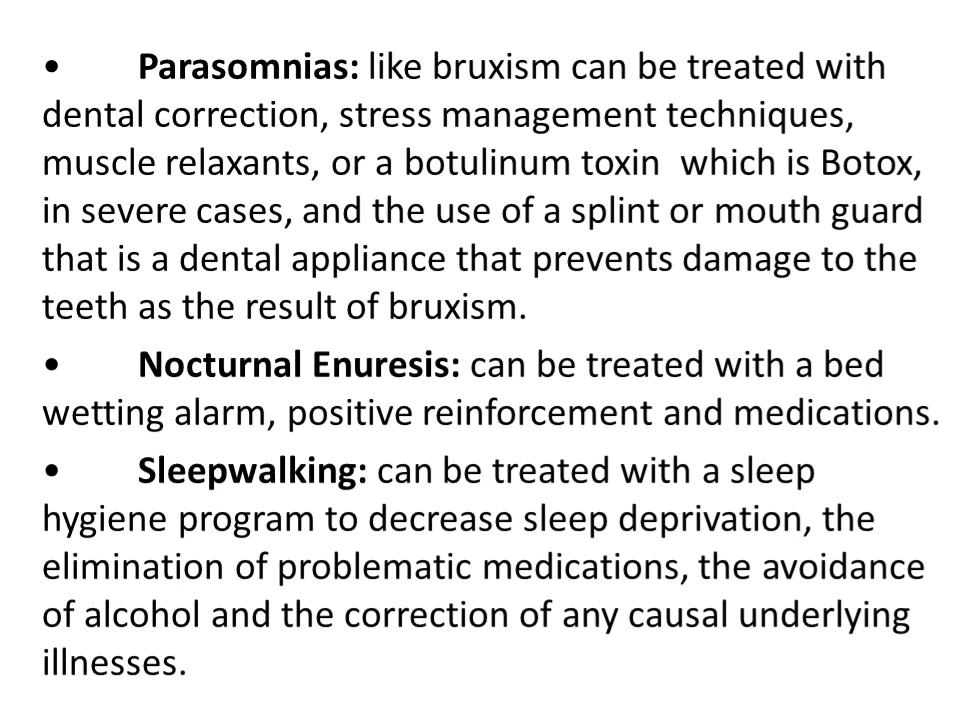 • Parasomnias: like bruxism can be treated with
dental correction, stress management techniques,
muscle relaxants, or a botulinum toxin  which is Botox,
in severe cases, and the use of a splint or mouth guard
that is a dental appliance that prevents damage to the
teeth as the result of bruxism.
• Nocturnal Enuresis: can be treated with a bed
wetting alarm, positive reinforcement and medications.
• Sleepwalking: can be treated with a sleep
hygiene program to decrease sleep deprivation, the
elimination of problematic medications, the avoidance
of alcohol and the correction of any causal underlying
illnesses.